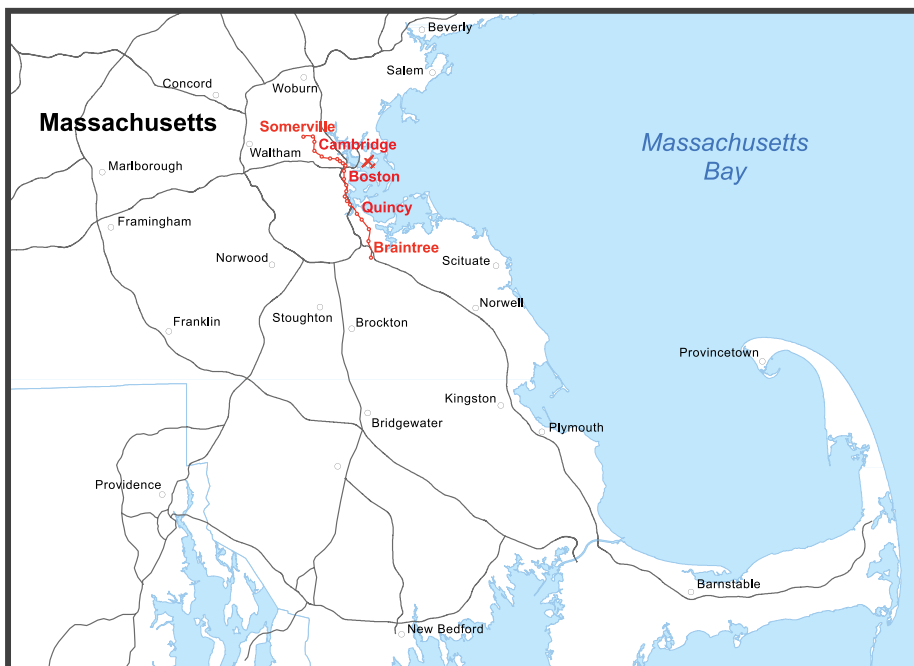 Beverly
Salem
Concord
Woburn
Massachusetts
Somerville
Cambridge
Waltham
Massachusetts
Bay
Marlborough
Boston
Quincy
Framingham
Braintree
Norwood
Scituate
Norwell
Franklin
Stoughton
Brockton
Provincetown
Kingston
Bridgewater
Plymouth
Providence
Barnstable
New Bedford